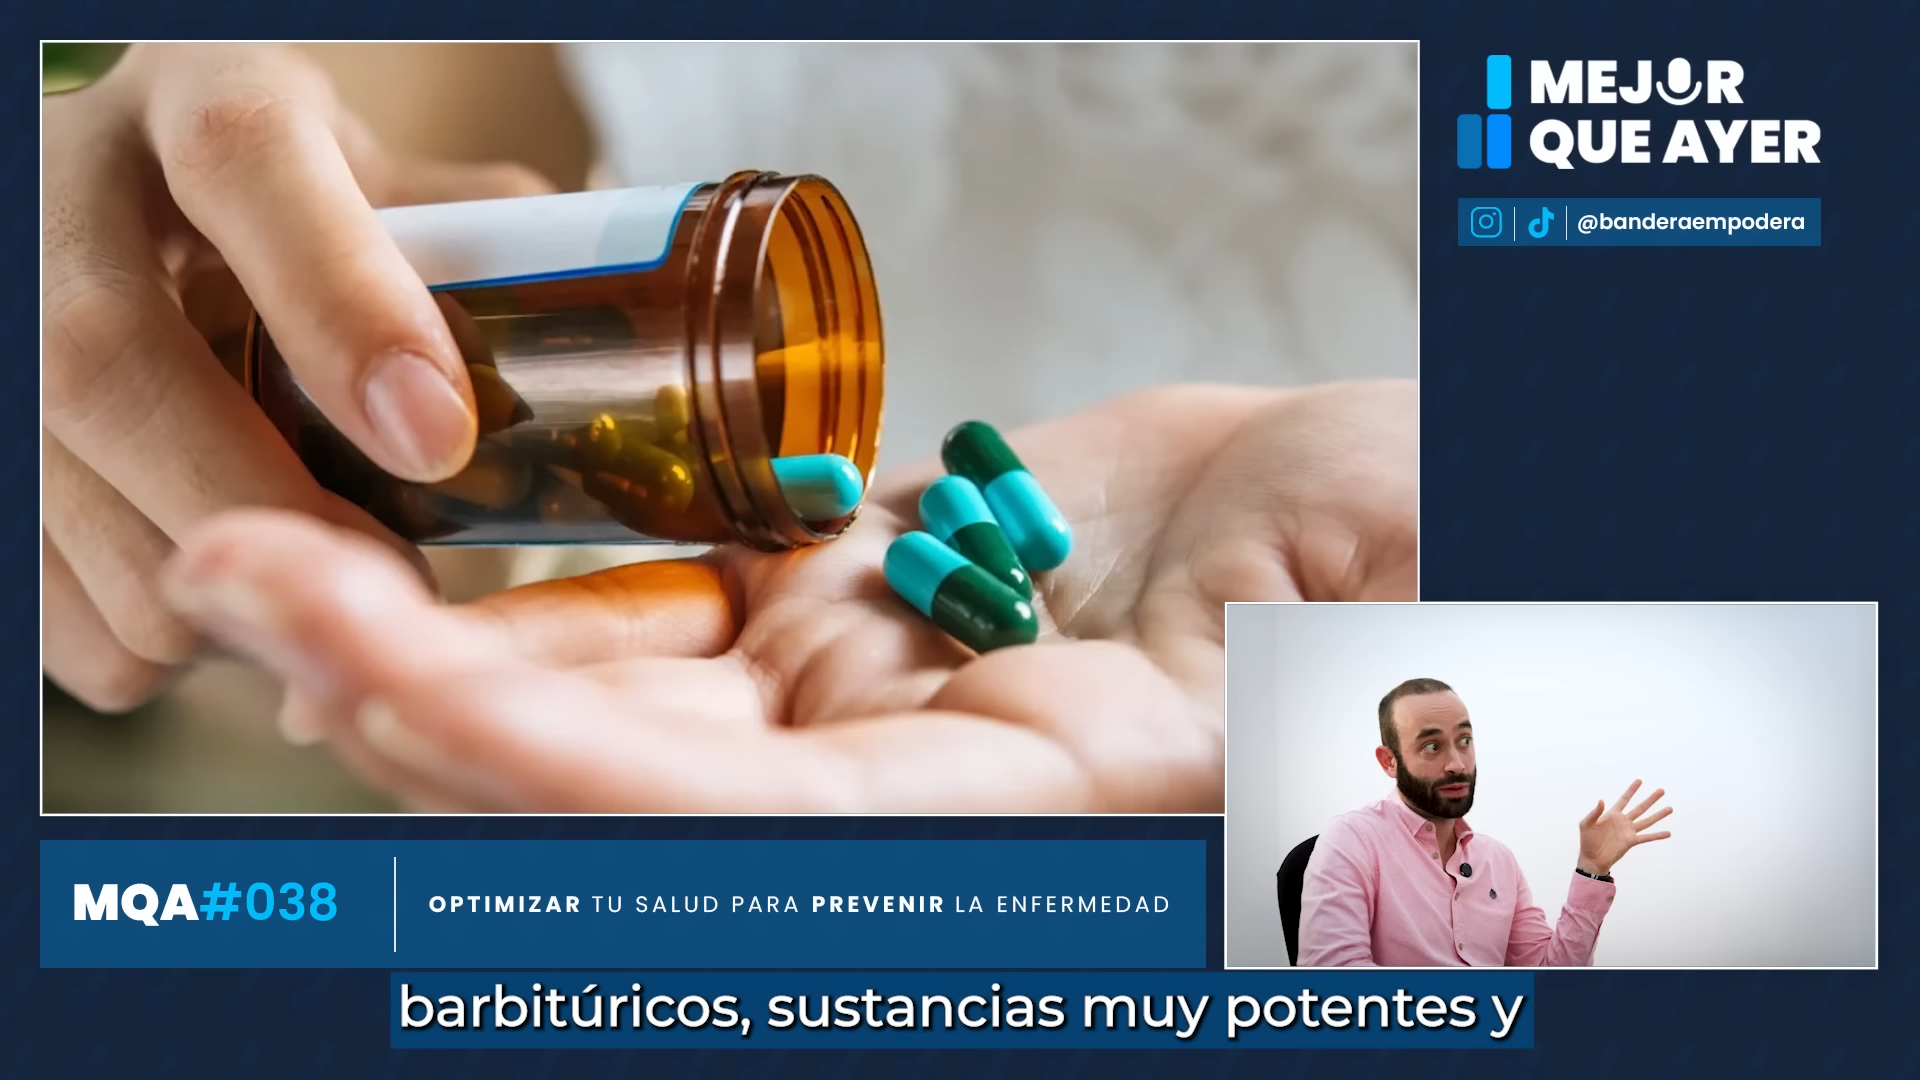 MEJOR
QUE AYER
@banderaempodera
MQA#038
OPTIMIZAR TU SALUD PARA PREVENIR LA ENFERMEDAD
barbitúricos, sustancias muy potentes y